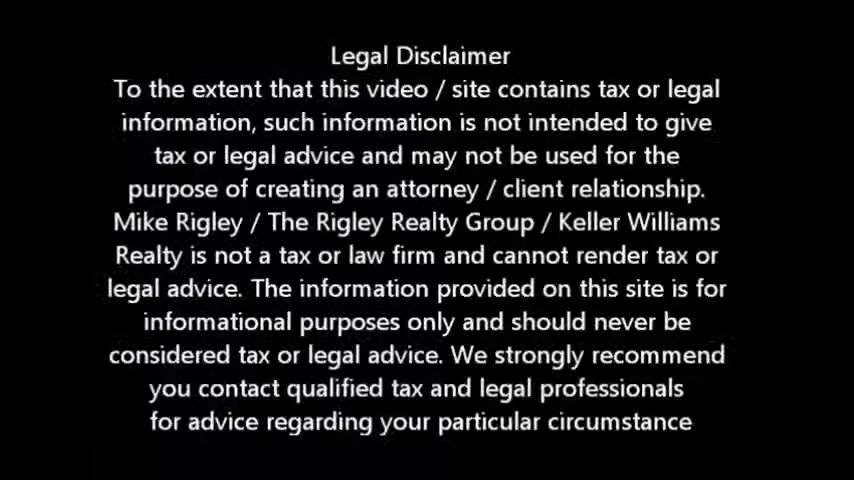 Legal Disclaimer
To the extent that this video / site contains tax or legal
information, such information is not intended to give
tax or legal advice and may not be used for the
purpose of creating an attorney / client relationship.
Mike Rigley / The Rigley Realty Group / Keller Williams
Realty is not a tax or law firm and cannot render tax or
legal advice. The information provided on this site is for
informational purposes only and should never be
considered tax or legal advice. We strongly recommend
you contact qualified tax and legal professionals
for advice regarding your particular circumstance